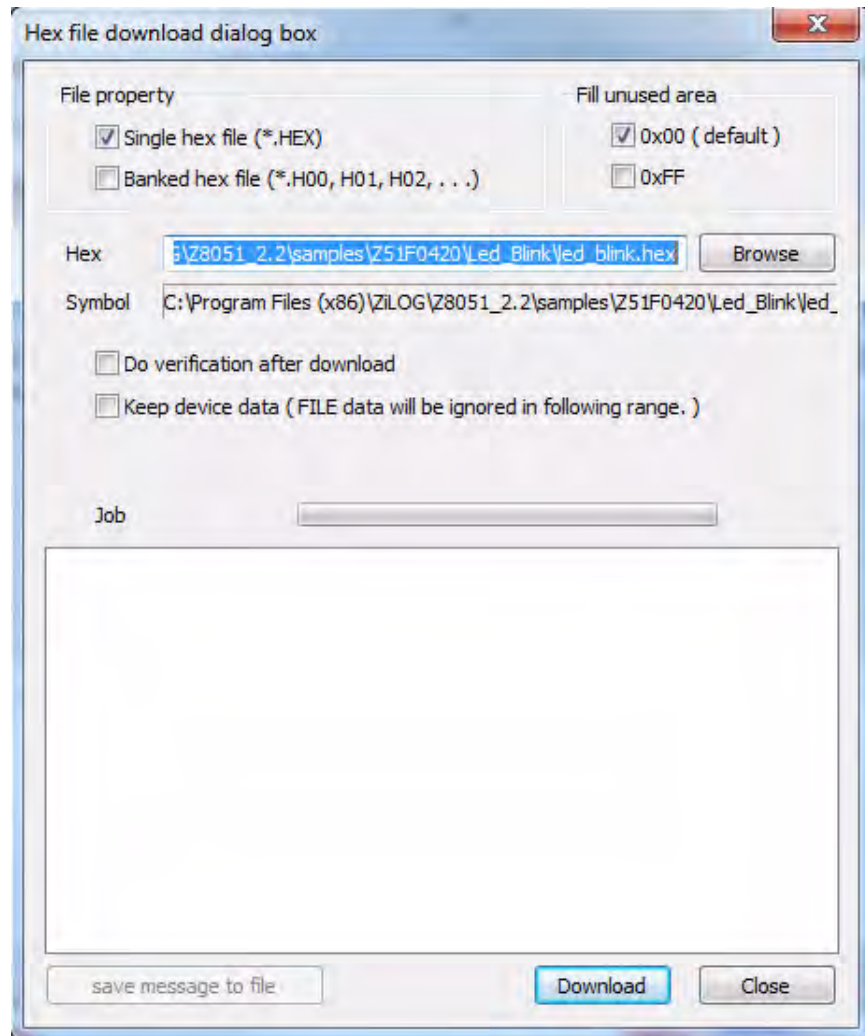 Hex file download dialog box
File property
Fill unused area
Single hex file (*.HEX)
0x00 ( default )
Banked hex file (*.H00, H01, H02, . . .)
0xFF
Hex
\Z8051_2.2\samples\Z51F0420\Led_Blink\led_blink.hex
Browse
Symbol
C:\Program Files (x86)\ZiLOG\Z8051_2.2\samples\Z51F0420\Led_Blink\led_
Do verification after download
Keep device data ( FILE data will be ignored in following range. )
Job
save message to file
Download
Close